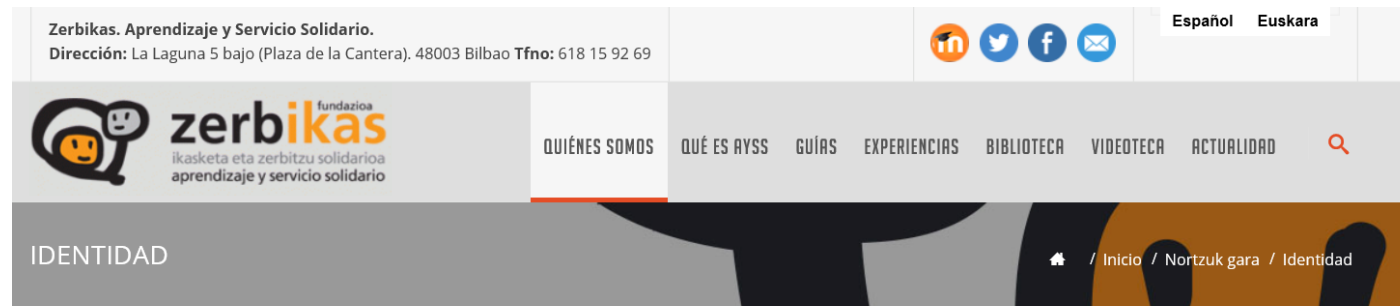 Zerbikas. Aprendizaje y Servicio Solidario.
Dirección: La Laguna 5 bajo (Plaza de la Cantera). 48003 Bilbao Tfno: 618 15 92 69
Español Euskara
zerbikas
fundazioa
ikasketa eta zerbitzu solidarioa
aprendizaje y servicio solidario
QUIÉNES SOMOS QUÉ ES AYSS GUÍAS EXPERIENCIAS BIBLIOTECA VIDEOTECA ACTUALIDAD
IDENTIDAD
/ Inicio / Nortzuk gara / Identidad